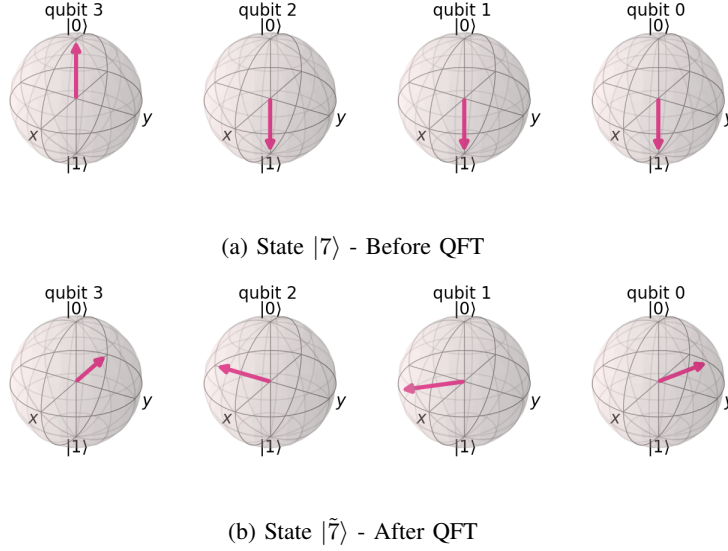 qubit 3 qubit 2 qubit 1 qubit 0
|0⟩ |0⟩ |0⟩ |0⟩
x y x y x y x y
|1⟩ |1⟩ |1⟩ |1⟩
(a) State |7⟩ - Before QFT
qubit 3 qubit 2 qubit 1 qubit 0
|0⟩ |0⟩ |0⟩ |0⟩
x y x y x y x y
|1⟩ |1⟩ |1⟩ |1⟩
(b) State |7̃⟩ - After QFT